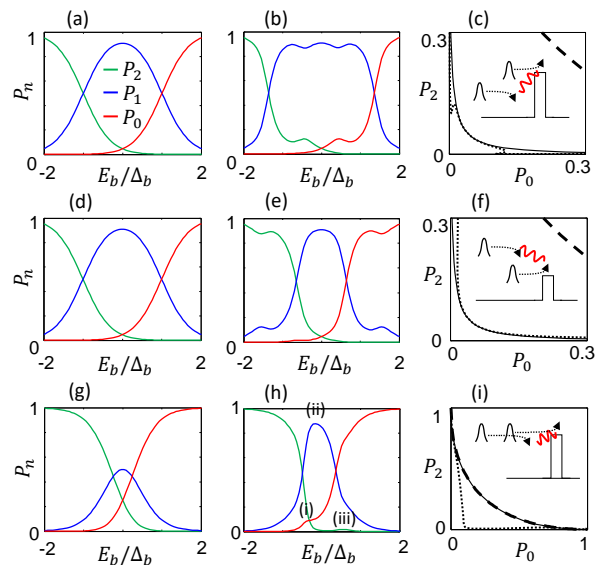 (a) (b) (c)
1 P_n 0 P_2 P_1 P_0 -2 E_b/Δ_b 2
-2 E_b/Δ_b 2
0.3 P_2 0 0 P_0 0.3
(d) (e) (f)
1 P_n 0 -2 E_b/Δ_b 2
-2 E_b/Δ_b 2
0.3 P_2 0 0 P_0 0.3
(g) (h) (i)
1 P_n 0 -2 E_b/Δ_b 2
(ii) (i) (iii) -2 E_b/Δ_b 2
1 P_2 0 0 P_0 1